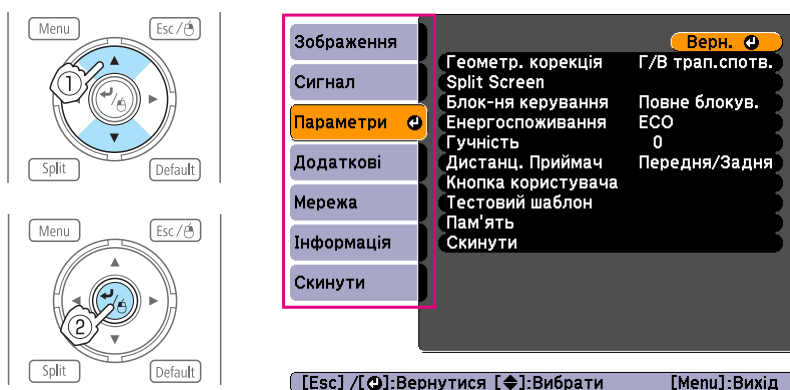 Menu
Esc/
1
Split
Default
Menu
Esc/
2
Split
Default
Зображення
Сигнал
Параметри
Додаткові
Мережа
Інформація
Скинути
Верн.
Геометр. корекція Г/В трап.спотв.
Split Screen
Блок-ня керування Повне блокув.
Енергоспоживання ECO
Гучність 0
Дистанц. Приймач Передня/Задня
Кнопка користувача
Тестовий шаблон
Пам'ять
Скинути
[Esc] /[]:Вернутися []:Вибрати [Menu]:Вихід